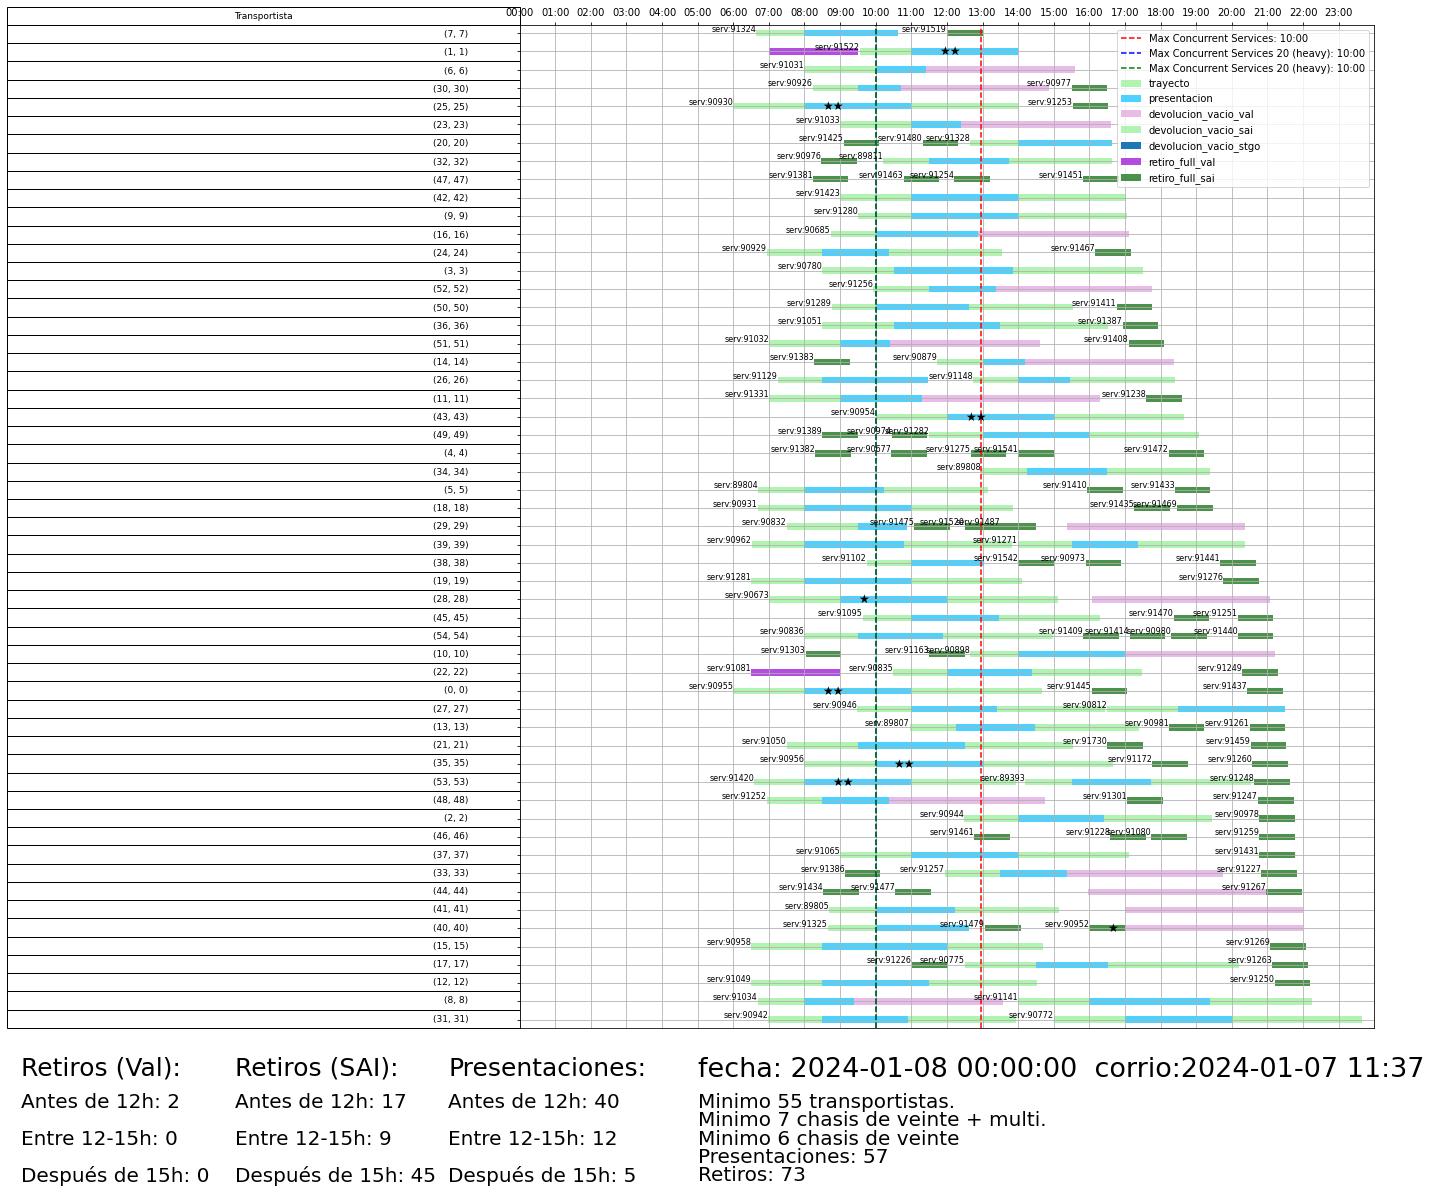 Transportista
00:00 01:00 02:00 03:00 04:00 05:00 06:00 07:00 08:00 09:00 10:00 11:00 12:00 13:00 14:00 15:00 16:00 17:00 18:00 19:00 20:00 21:00 22:00 23:00
Max Concurrent Services: 10:00
Max Concurrent Services 20 (heavy): 10:00
Max Concurrent Services 20 (heavy): 10:00
trayecto
presentacion
devolucion_vacio_val
devolucion_vacio_sai
devolucion_vacio_stgo
retiro_full_val
retiro_full_sai
(7, 7) serv:91324 serv:91519
(1, 1) serv:91522
(6, 6) serv:91031
(30, 30) serv:90926 serv:90977
(25, 25) serv:90930 serv:91253
(23, 23) serv:91033
(20, 20) serv:91425 serv:91480 serv:91328
(32, 32) serv:90976 serv:89811
(47, 47) serv:91381 serv:91463 serv:91254 serv:91451
(42, 42) serv:91423
(9, 9) serv:91280
(16, 16) serv:90685
(24, 24) serv:90929 serv:91467
(3, 3) serv:90780
(52, 52) serv:91256
(50, 50) serv:91289 serv:91411
(36, 36) serv:91051 serv:91387
(51, 51) serv:91032 serv:91408
(14, 14) serv:91383 serv:90879
(26, 26) serv:91129 serv:91148
(11, 11) serv:91331 serv:91238
(43, 43) serv:90954
(49, 49) serv:91389 serv:90974 serv:91282
(4, 4) serv:91382 serv:90677 serv:91275 serv:91541 serv:91472
(34, 34) serv:89808
(5, 5) serv:89804 serv:91410 serv:91433
(18, 18) serv:90931 serv:91435 serv:91469
(29, 29) serv:90832 serv:91475 serv:91520 serv:91487
(39, 39) serv:90962 serv:91271
(38, 38) serv:91102 serv:91542 serv:90973 serv:91441
(19, 19) serv:91281 serv:91276
(28, 28) serv:90673
(45, 45) serv:91095 serv:91470 serv:91251
(54, 54) serv:90836 serv:91409 serv:91414 serv:90980 serv:91440
(10, 10) serv:91303 serv:91163 serv:90898
(22, 22) serv:91081 serv:90835 serv:91249
(0, 0) serv:90955 serv:91445 serv:91437
(27, 27) serv:90946 serv:90812
(13, 13) serv:89807 serv:90981 serv:91261
(21, 21) serv:91050 serv:91730 serv:91459
(35, 35) serv:90956 serv:91172 serv:91260
(53, 53) serv:91420 serv:89393 serv:91248
(48, 48) serv:91252 serv:91301 serv:91247
(2, 2) serv:90944 serv:90978
(46, 46) serv:91461 serv:91228 serv:91080 serv:91259
(37, 37) serv:91065 serv:91431
(33, 33) serv:91386 serv:91257 serv:91227
(44, 44) serv:91434 serv:91477 serv:91267
(41, 41) serv:89805
(40, 40) serv:91325 serv:91479 serv:90952
(15, 15) serv:90958 serv:91269
(17, 17) serv:91226 serv:90775 serv:91263
(12, 12) serv:91049 serv:91250
(8, 8) serv:91034 serv:91141
(31, 31) serv:90942 serv:90772
Retiros (Val):
Antes de 12h: 2
Entre 12-15h: 0
Después de 15h: 0
Retiros (SAI):
Antes de 12h: 17
Entre 12-15h: 9
Después de 15h: 45
Presentaciones:
Antes de 12h: 40
Entre 12-15h: 12
Después de 15h: 5
fecha: 2024-01-08 00:00:00 corrio:2024-01-07 11:37
Minimo 55 transportistas.
Minimo 7 chasis de veinte + multi.
Minimo 6 chasis de veinte
Presentaciones: 57
Retiros: 73